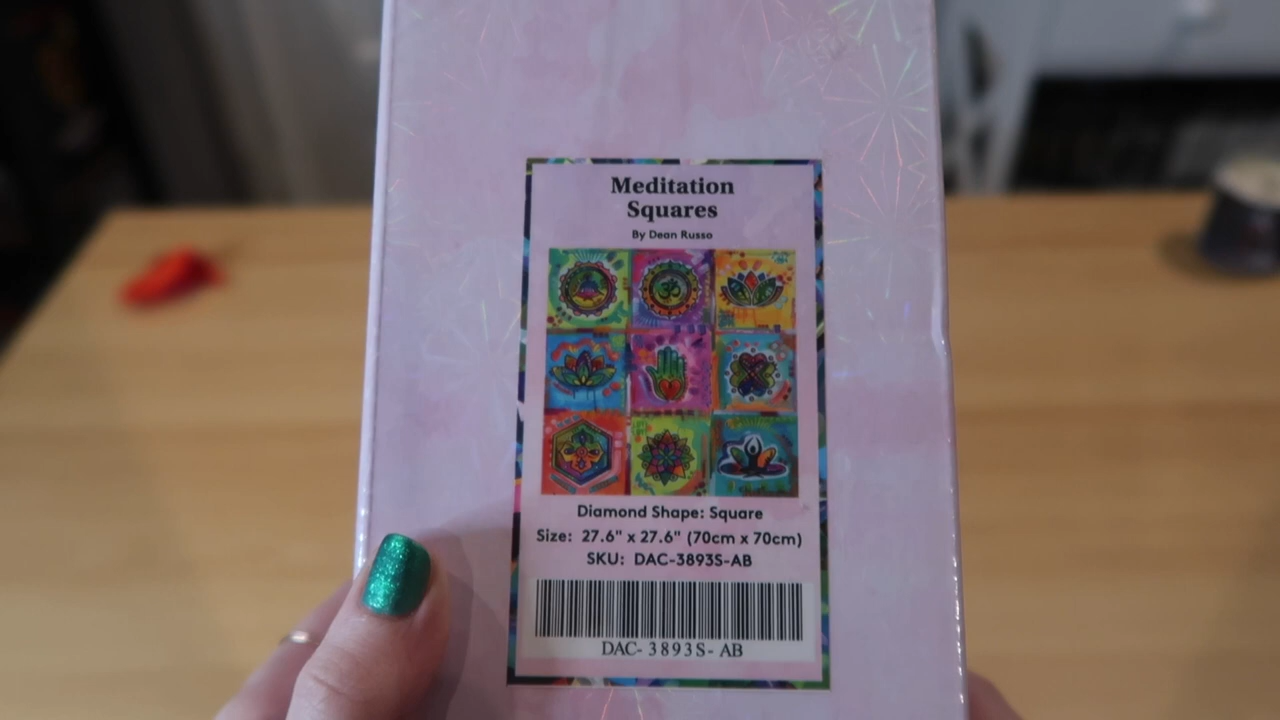 Meditation
Squares
By Dean Russo
Diamond Shape: Square
Size: 27.6" x 27.6" (70cm x 70cm)
SKU: DAC-3893S-AB
DAC- 3893S- AB